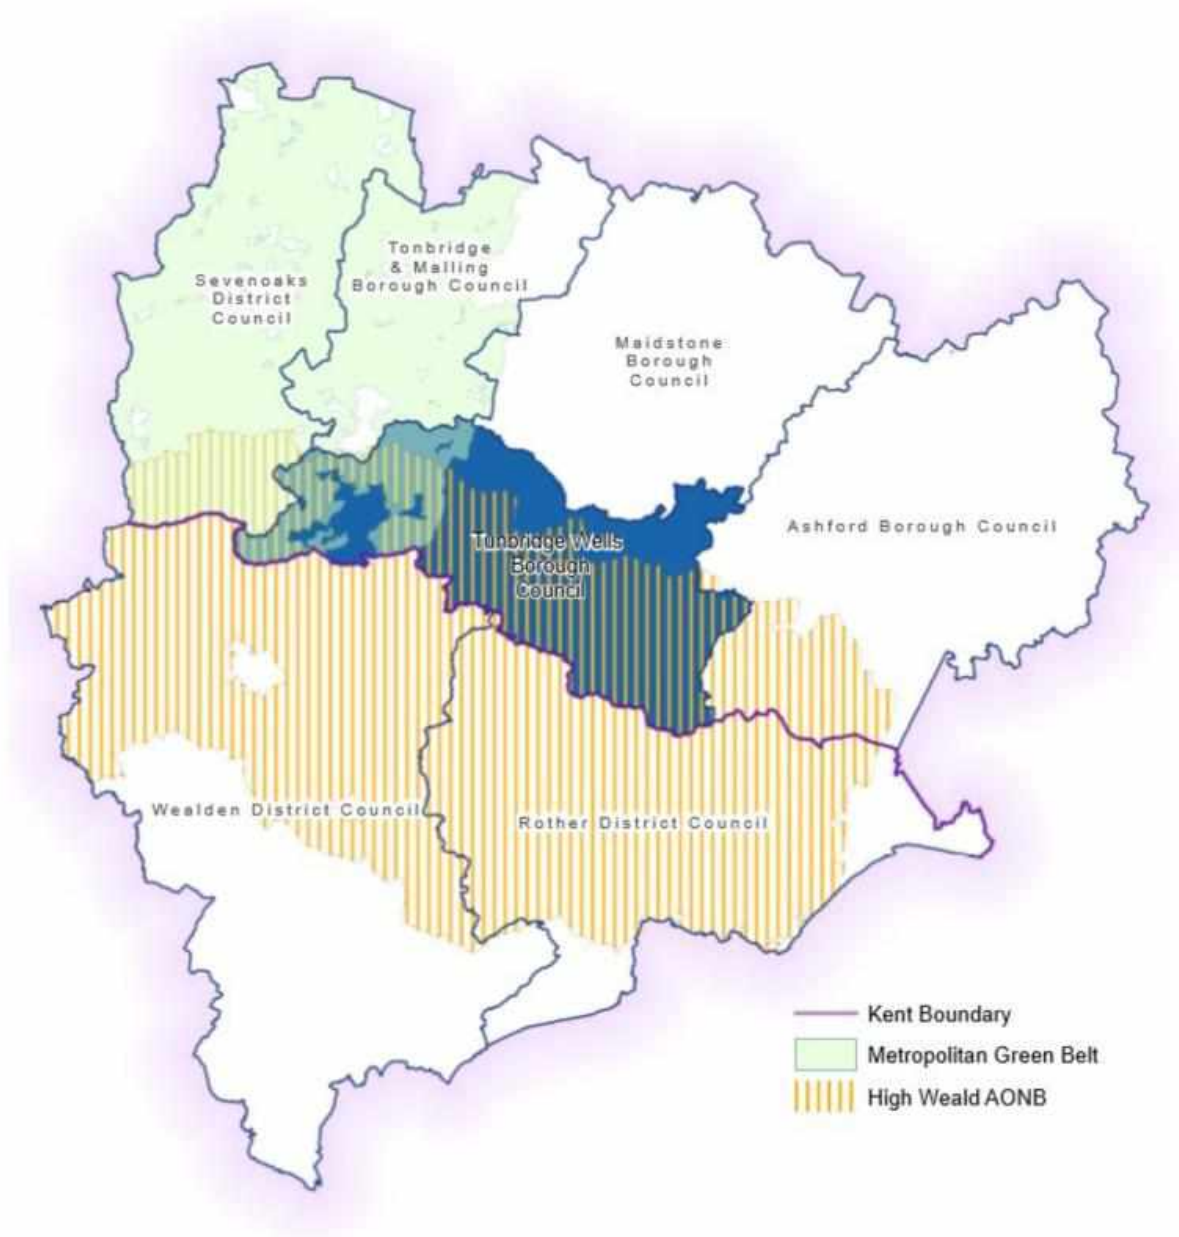 Tonbridge
& Malling
Borough Council
Sevenoaks
District
Council
Maidstone
Borough
Council
Ashford Borough Council
Tunbridge Wells
Borough
Council
Wealden District Council
Rother District Council
Kent Boundary
Metropolitan Green Belt
High Weald AONB